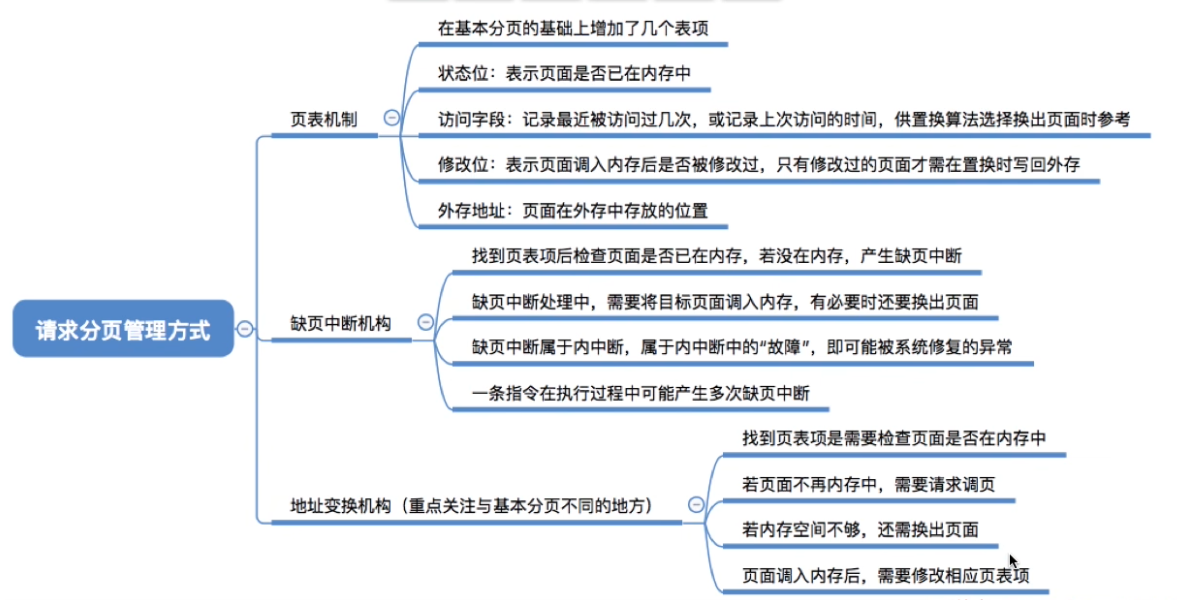 在基本分页的基础上增加了几个表项
状态位：表示页面是否已在内存中
页表机制
访问字段：记录最近被访问过几次，或记录上次访问的时间，供置换算法选择换出页面时参考
修改位：表示页面调入内存后是否被修改过，只有修改过的页面才需在置换时写回外存
外存地址：页面在外存中存放的位置
找到页表项后检查页面是否已在内存，若没在内存，产生缺页中断
缺页中断处理中，需要将目标页面调入内存，有必要时还要换出页面
请求分页管理方式
缺页中断机构
缺页中断属于内中断，属于内中断中的“故障”，即可能被系统修复的异常
一条指令在执行过程中可能产生多次缺页中断
找到页表项是需要检查页面是否在内存中
若页面不再内存中，需要请求调页
地址变换机构（重点关注与基本分页不同的地方）
若内存空间不够，还需换出页面
页面调入内存后，需要修改相应页表项